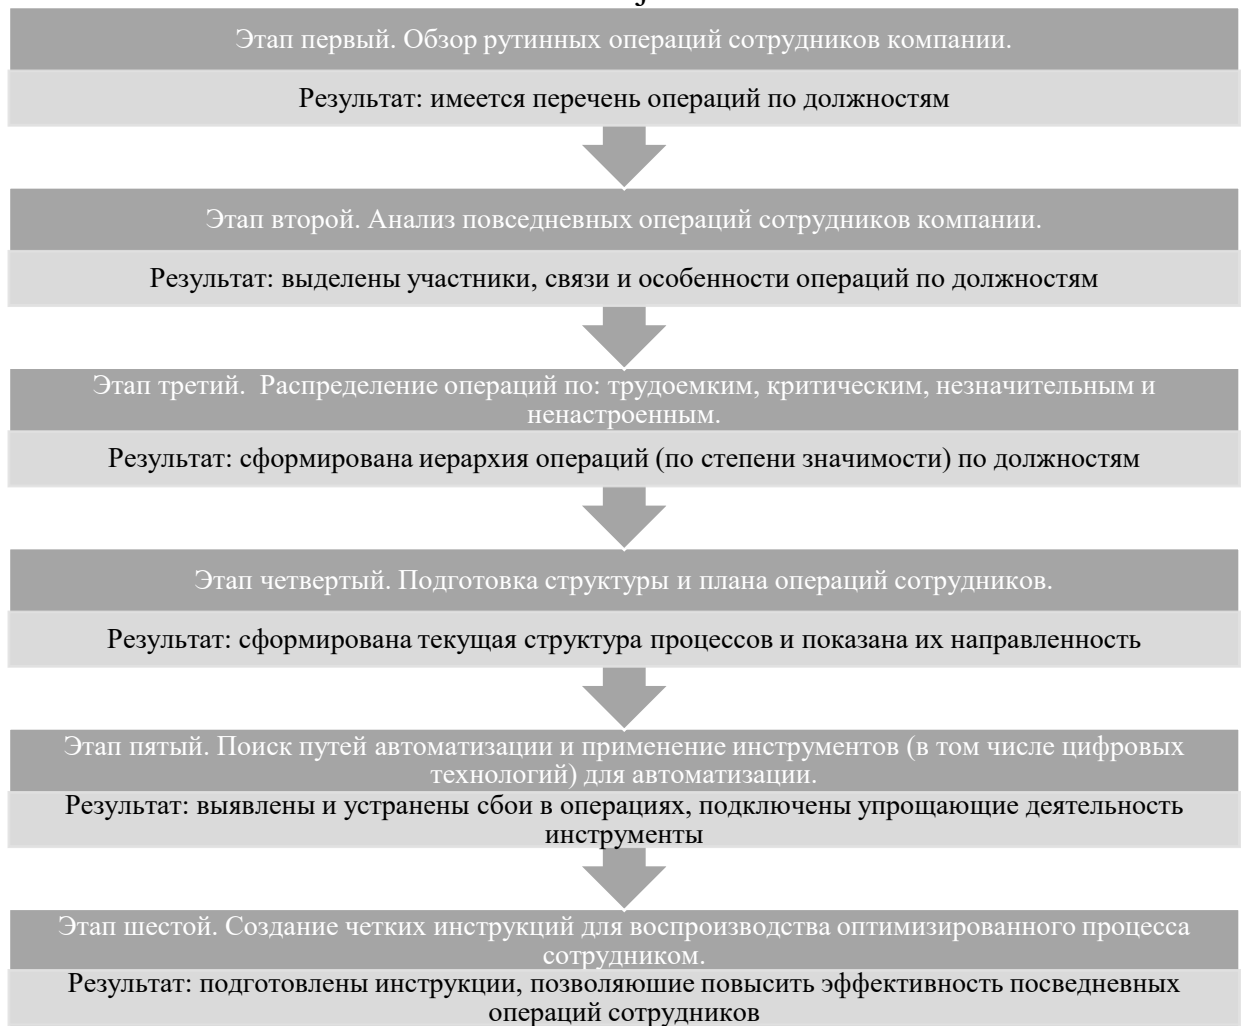 Этап первый. Обзор рутинных операций сотрудников компании.
Результат: имеется перечень операций по должностям
Этап второй. Анализ повседневных операций сотрудников компании.
Результат: выделены участники, связи и особенности операций по должностям
Этап третий.  Распределение операций по: трудоемким, критическим, незначительным и
ненастроенным.
Результат: сформирована иерархия операций (по степени значимости) по должностям
Этап четвертый. Подготовка структуры и плана операций сотрудников.
Результат: сформирована текущая структура процессов и показана их направленность
Этап пятый. Поиск путей автоматизации и применение инструментов (в том числе цифровых
технологий) для автоматизации.
Результат: выявлены и устранены сбои в операциях, подключены упрощающие деятельность
инструменты
Этап шестой. Создание четких инструкций для воспроизводства оптимизированного процесса
сотрудником.
Результат: подготовлены инструкции, позволяюшие повысить эффективность посведневных
операций сотрудников